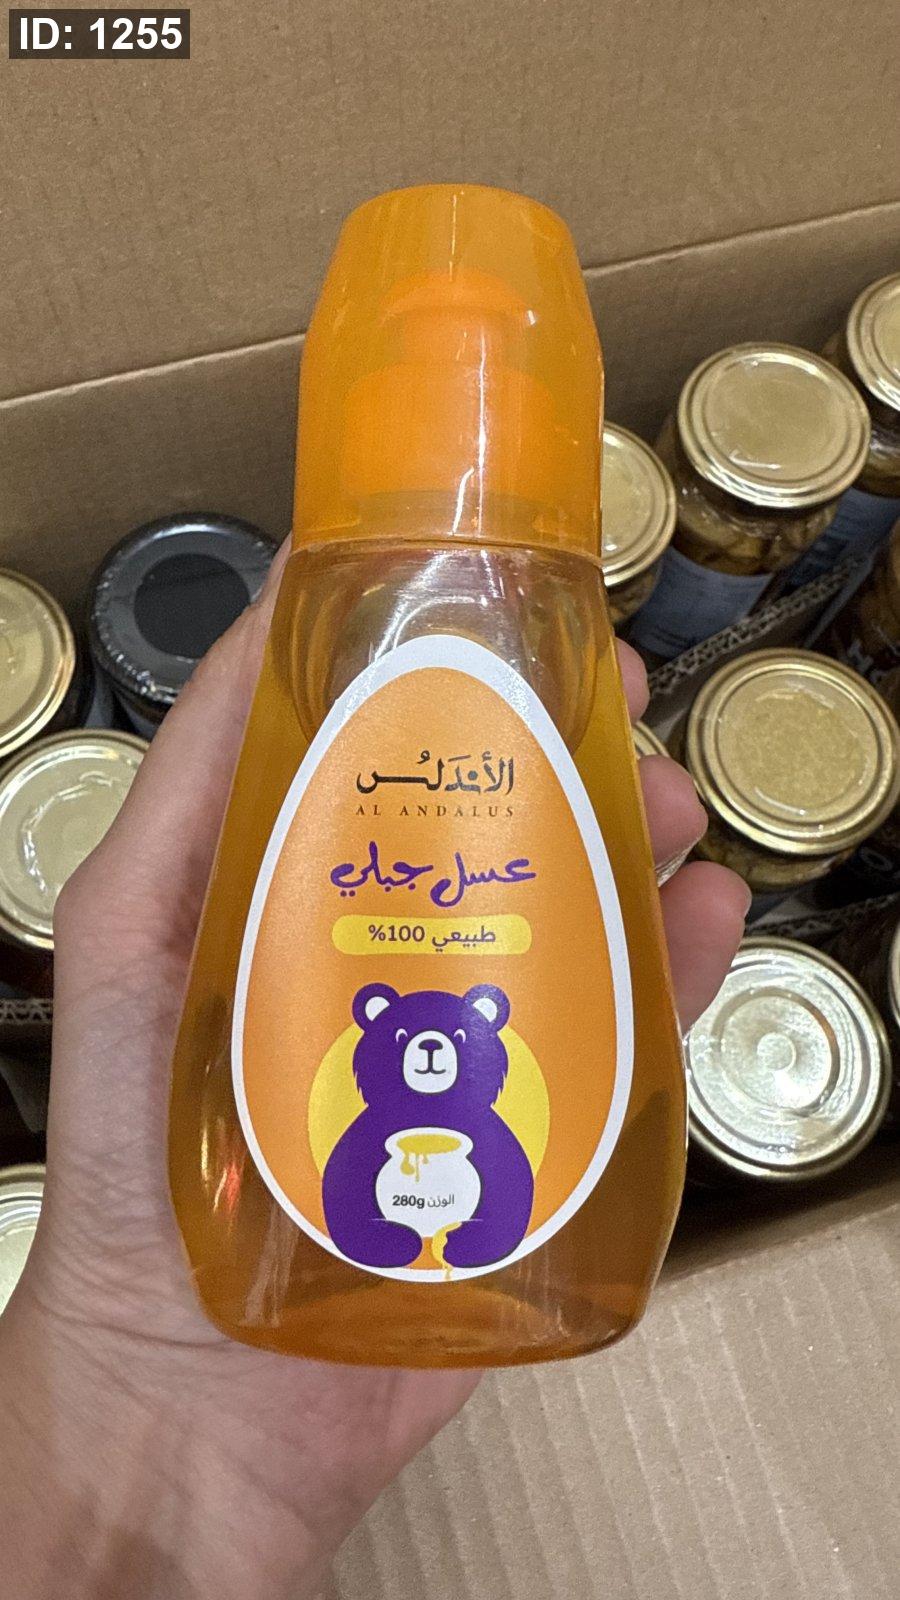 ID: 1255
الأندلس
AL ANDALUS
عسل جبلي
طبيعي 100%
الوزن 280g